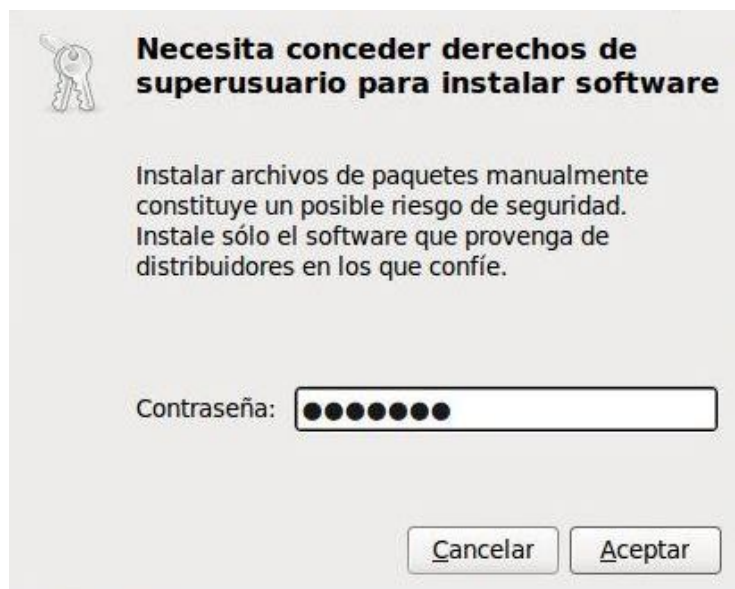 Necesita conceder derechos de
superusuario para instalar software
Instalar archivos de paquetes manualmente
constituye un posible riesgo de seguridad.
Instale sólo el software que provenga de
distribuidores en los que confíe.
Contraseña: ●●●●●●●
Cancelar Aceptar